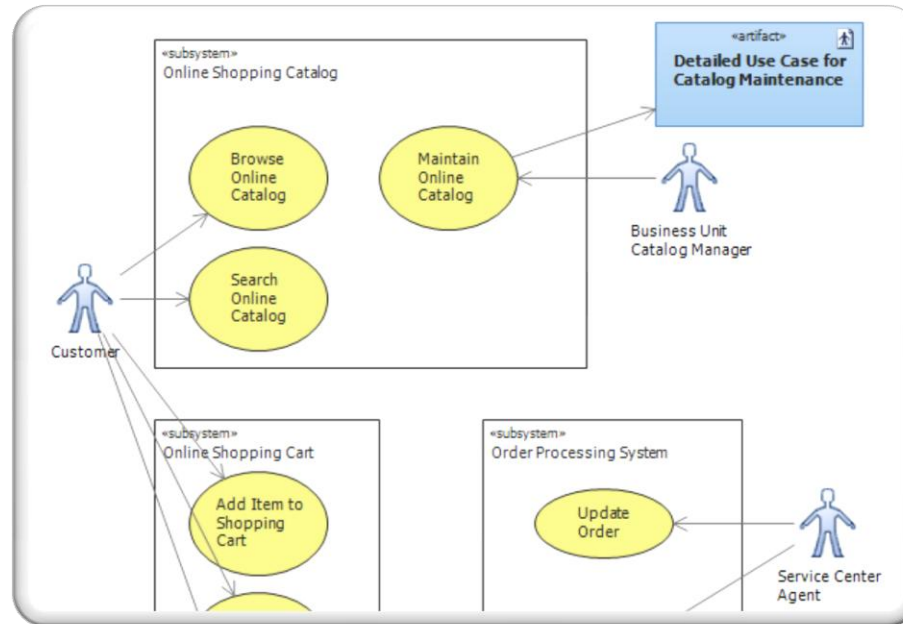 «subsystem»
Online Shopping Catalog
«artifact»
Detailed Use Case for
Catalog Maintenance
Browse
Online
Catalog
Maintain
Online
Catalog
Business Unit
Catalog Manager
Search
Online
Catalog
Customer
«subsystem»
Online Shopping Cart
Add Item to
Shopping
Cart
«subsystem»
Order Processing System
Update
Order
Service Center
Agent